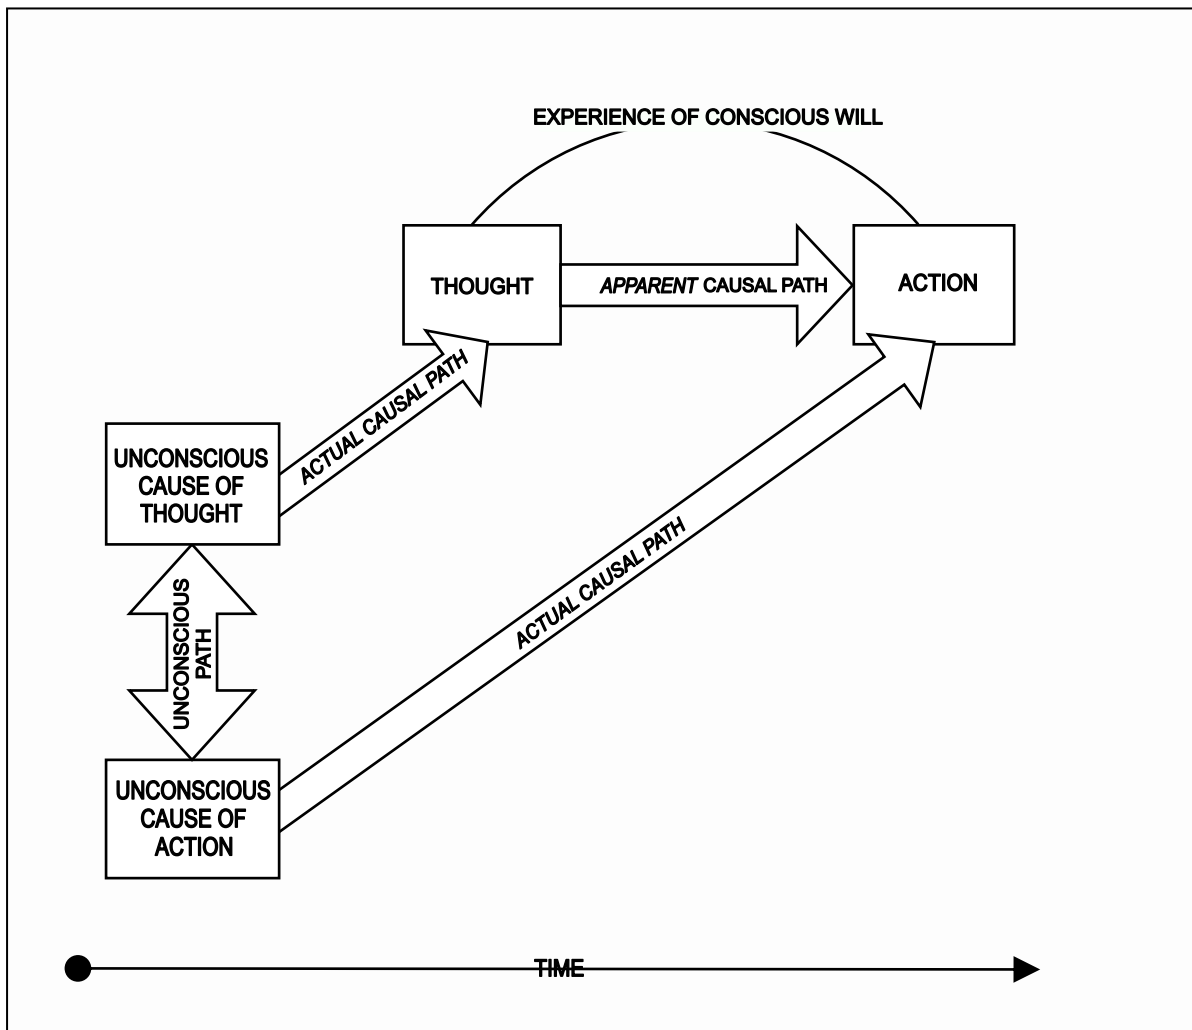 EXPERIENCE OF CONSCIOUS WILL
THOUGHT
APPARENT CAUSAL PATH
ACTION
ACTUAL CAUSAL PATH
UNCONSCIOUS
CAUSE OF
THOUGHT
UNCONSCIOUS
PATH
ACTUAL CAUSAL PATH
UNCONSCIOUS
CAUSE OF
ACTION
TIME